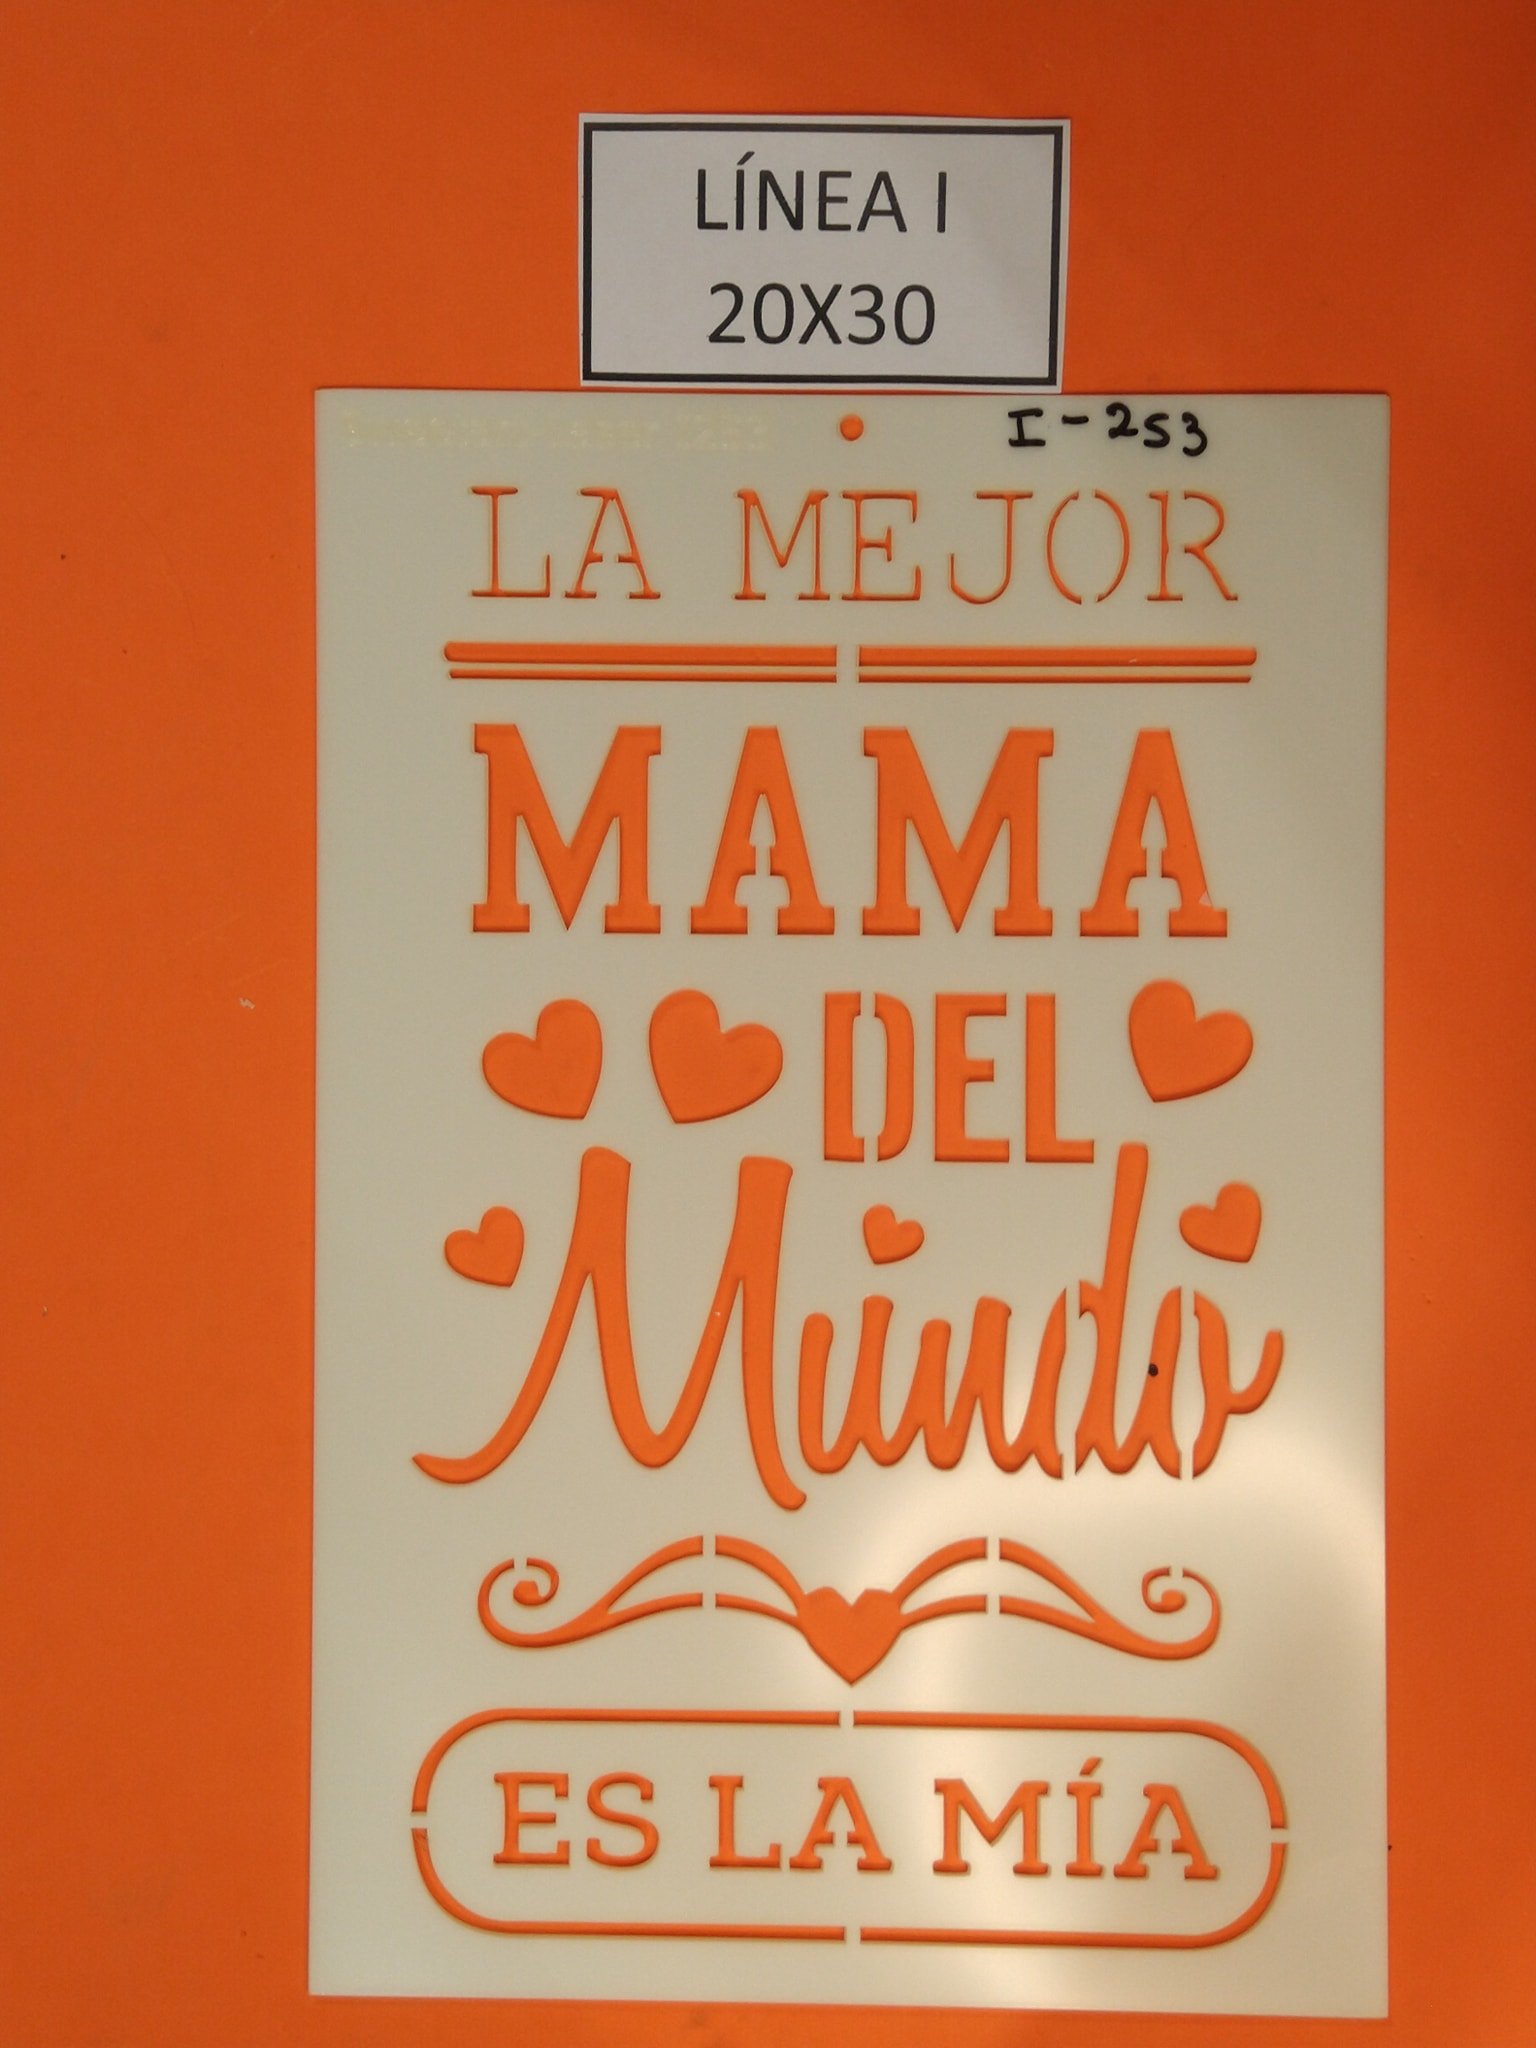 LÍNEA I
20X30
I-253
LA MEJOR
MAMA
DEL
Mundo
ES LA MÍA